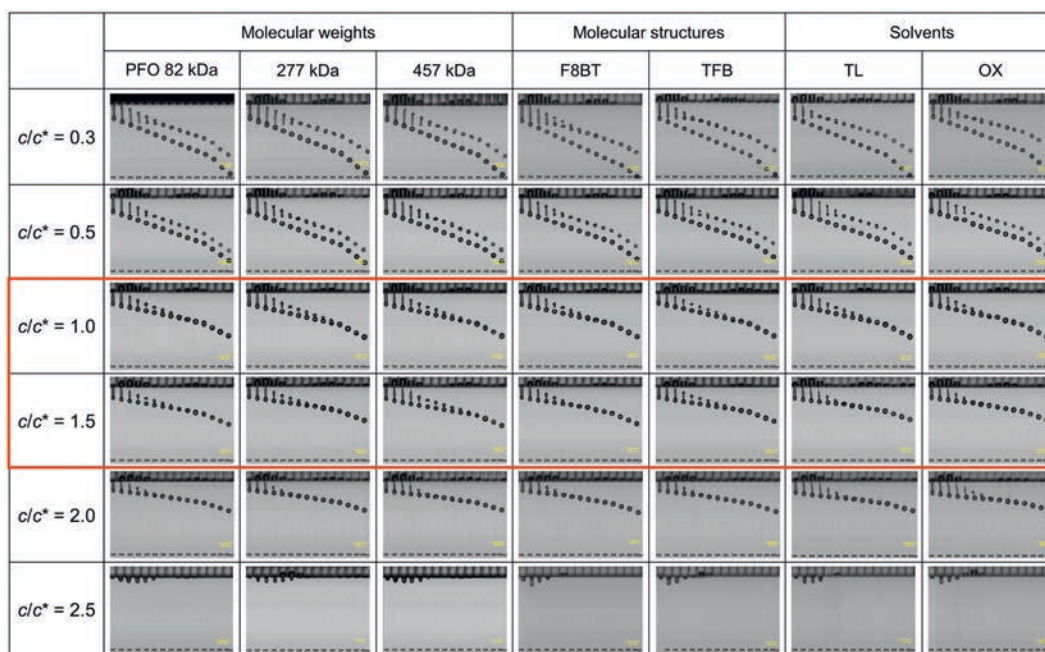 Molecular weights Molecular structures Solvents
PFO 82 kDa 277 kDa 457 kDa F8BT TFB TL OX
c/c* = 0.3
c/c* = 0.5
c/c* = 1.0
c/c* = 1.5
c/c* = 2.0
c/c* = 2.5